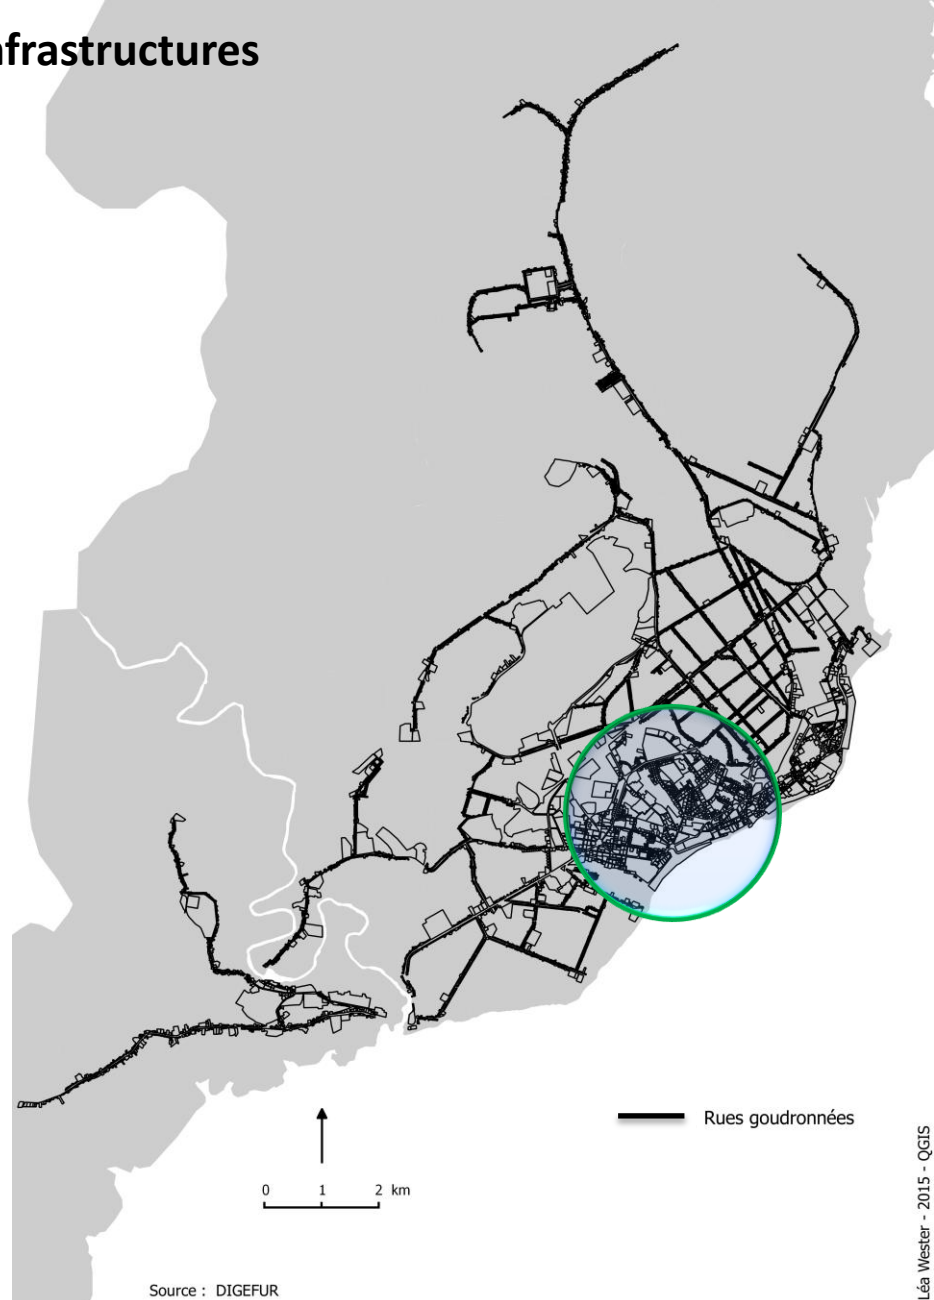 nfrastructures
Rues goudronnées
0 1 2 km
Source : DIGEFUR
Léa Wester - 2015 - QGIS